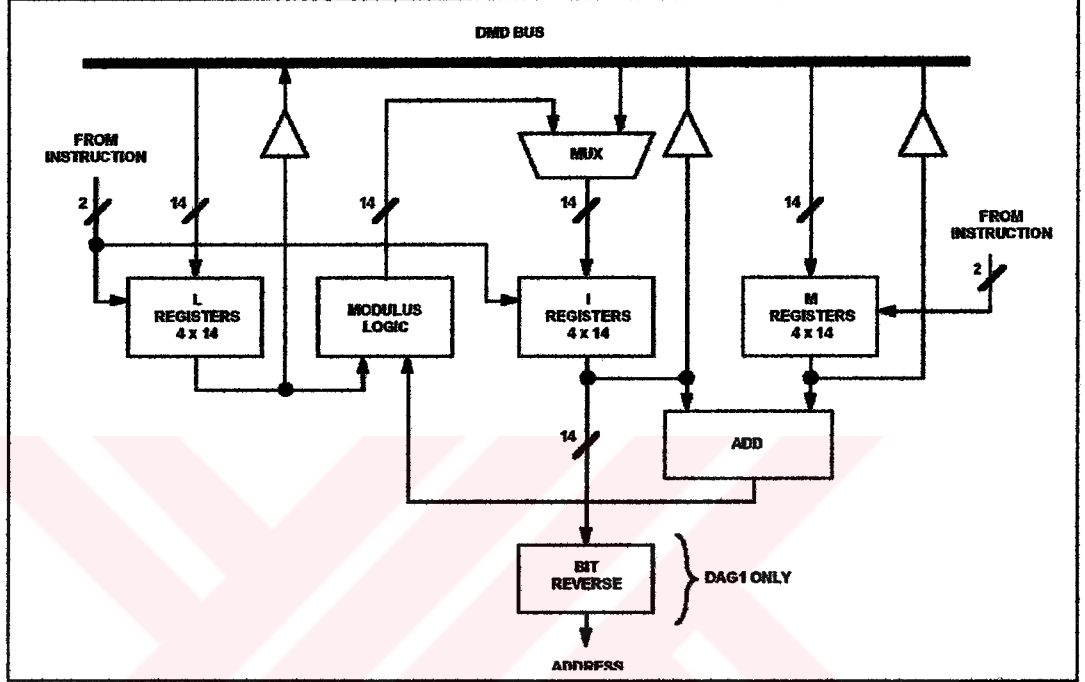 DMD BUS
FROM
INSTRUCTION
MUX
2
14
14
14
14
FROM
INSTRUCTION
2
L
REGISTERS
4 x 14
MODULUS
LOGIC
I
REGISTERS
4 x 14
M
REGISTERS
4 x 14
14
ADD
BIT
REVERSE
DAG1 ONLY
ADDRESS